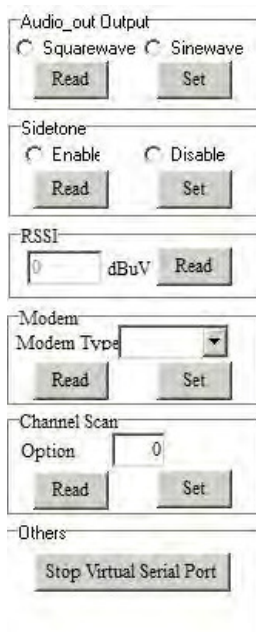 Audio_out Output
Squarewave Sinewave
Read Set
Sidetone
Enable Disable
Read Set
RSSI
0 dBuV Read
Modem
Modem Type
Read Set
Channel Scan
Option 0
Read Set
Others
Stop Virtual Serial Port